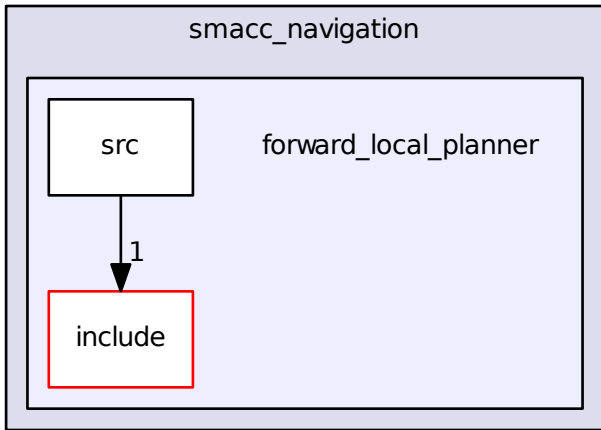 smacc_navigation
src
forward_local_planner
1
include